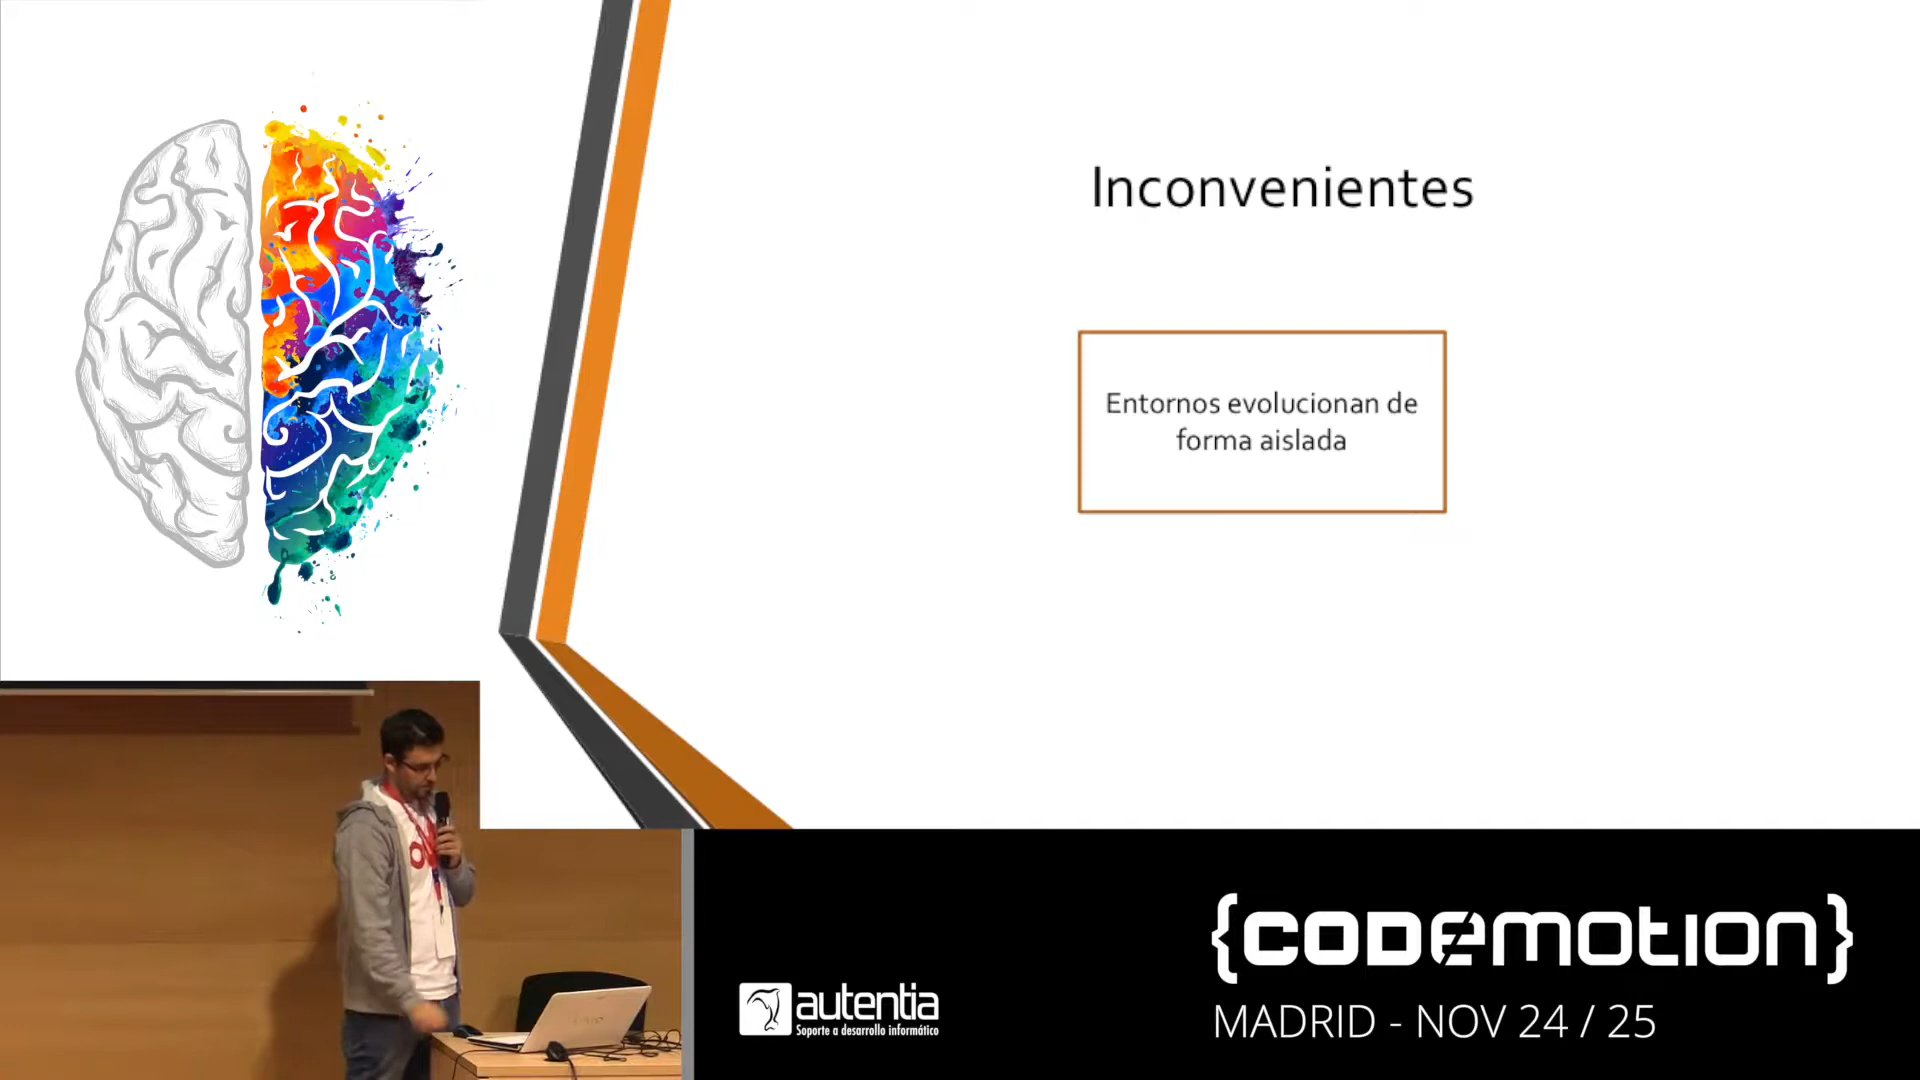 Inconvenientes
Entornos evolucionan de
forma aislada
{CODEMOTION}
MADRID - NOV 24 / 25
autentia
Soporte a desarrollo informático